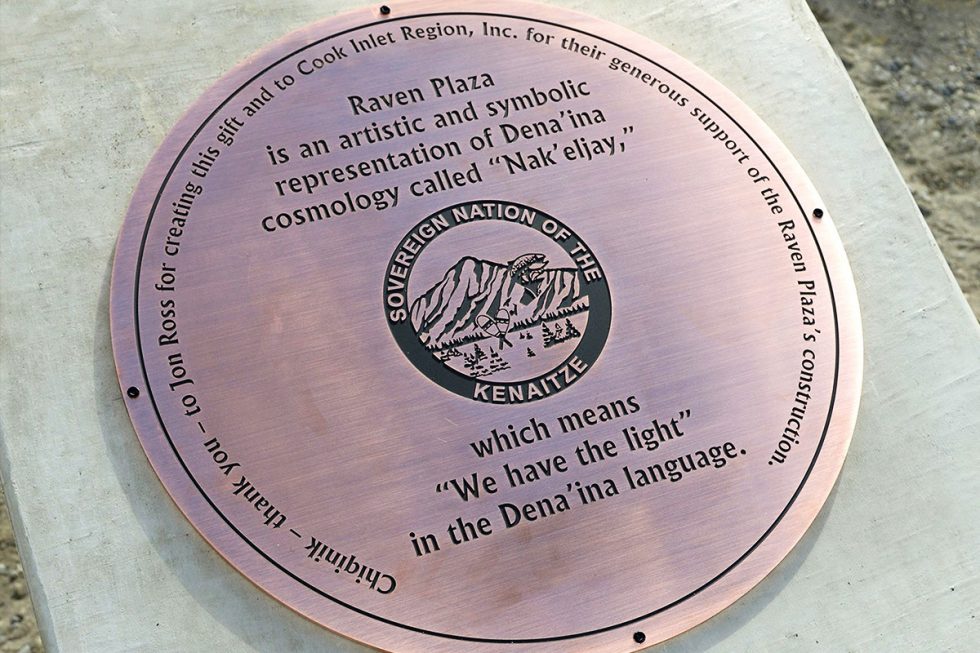 Chiqinik – thank you – to Jon Ross for creating this gift and to Cook Inlet Region, Inc. for their generous support of the Raven Plaza's construction.
Raven Plaza
is an artistic and symbolic
representation of Dena'ina
cosmology called "Nak'eljay,"
SOVEREIGN NATION OF THE
KENAITZE
which means
"We have the light"
in the Dena'ina language.